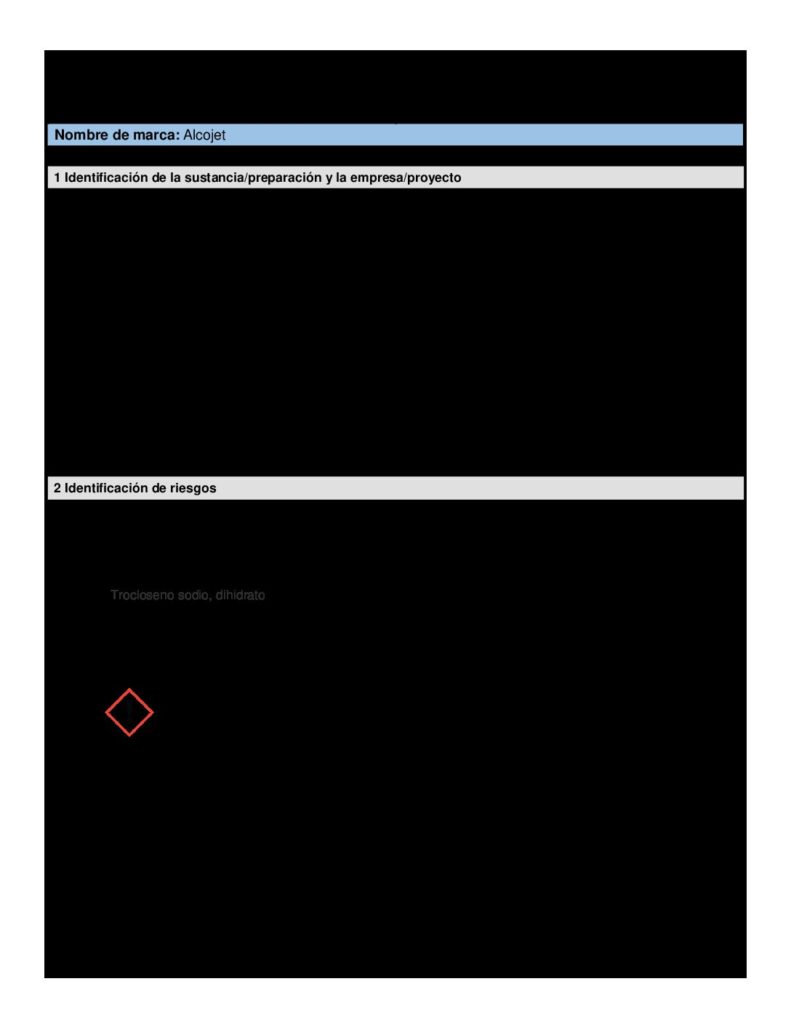 Nombre de marca: Alcojet
1 Identificación de la sustancia/preparación y la empresa/proyecto
2 Identificación de riesgos
Trocloseno sodio, dihidrato